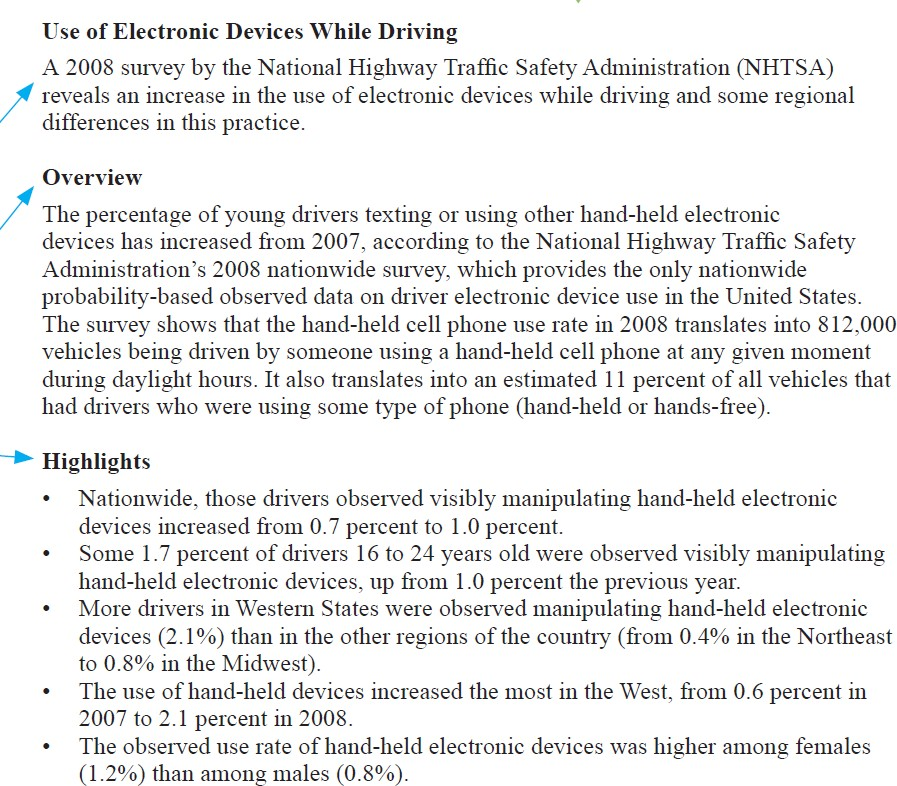 Use of Electronic Devices While Driving
A 2008 survey by the National Highway Traffic Safety Administration (NHTSA)
reveals an increase in the use of electronic devices while driving and some regional
differences in this practice.
Overview
The percentage of young drivers texting or using other hand-held electronic
devices has increased from 2007, according to the National Highway Traffic Safety
Administration’s 2008 nationwide survey, which provides the only nationwide
probability-based observed data on driver electronic device use in the United States.
The survey shows that the hand-held cell phone use rate in 2008 translates into 812,000
vehicles being driven by someone using a hand-held cell phone at any given moment
during daylight hours. It also translates into an estimated 11 percent of all vehicles that
had drivers who were using some type of phone (hand-held or hands-free).
Highlights
• Nationwide, those drivers observed visibly manipulating hand-held electronic
devices increased from 0.7 percent to 1.0 percent.
• Some 1.7 percent of drivers 16 to 24 years old were observed visibly manipulating
hand-held electronic devices, up from 1.0 percent the previous year.
• More drivers in Western States were observed manipulating hand-held electronic
devices (2.1%) than in the other regions of the country (from 0.4% in the Northeast
to 0.8% in the Midwest).
• The use of hand-held devices increased the most in the West, from 0.6 percent in
2007 to 2.1 percent in 2008.
• The observed use rate of hand-held electronic devices was higher among females
(1.2%) than among males (0.8%).